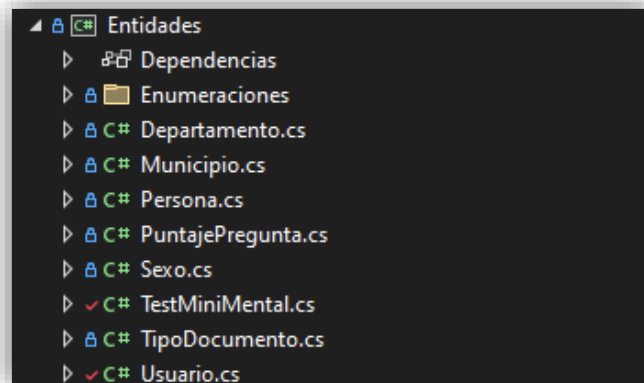 C# Entidades
Dependencias
Enumeraciones
C# Departamento.cs
C# Municipio.cs
C# Persona.cs
C# PuntajePregunta.cs
C# Sexo.cs
C# TestMiniMental.cs
C# TipoDocumento.cs
C# Usuario.cs